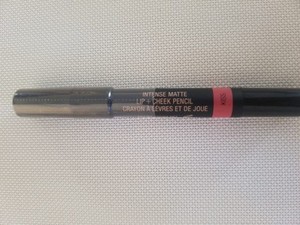 INTENSE MATTE
LIP + CHEEK PENCIL
CRAYON À LÈVRES ET DE JOUE